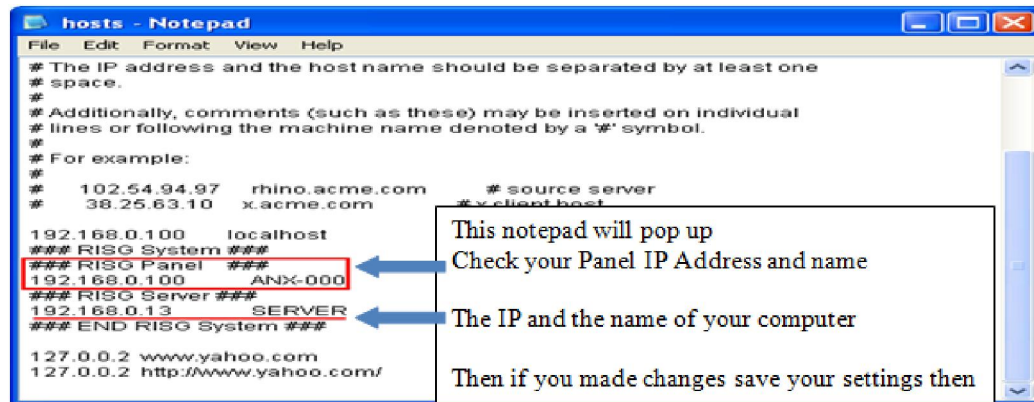 hosts - Notepad
File Edit Format View Help
# The IP address and the host name should be separated by at least one
# space.
#
# Additionally, comments (such as these) may be inserted on individual
# lines or following the machine name denoted by a '#' symbol.
#
# For example:
#
# 102.54.94.97 rhino.acme.com # source server
# 38.25.63.10 x.acme.com # x client host
192.168.0.100 localhost
### RISG System ###
### RISG Panel ###
192.168.0.100 ANX-000
### RISG Server ###
192.168.0.13 SERVER
### END RISG System ###
127.0.0.2 www.yahoo.com
127.0.0.2 http://www.yahoo.com/
This notepad will pop up
Check your Panel IP Address and name
The IP and the name of your computer
Then if you made changes save your settings then